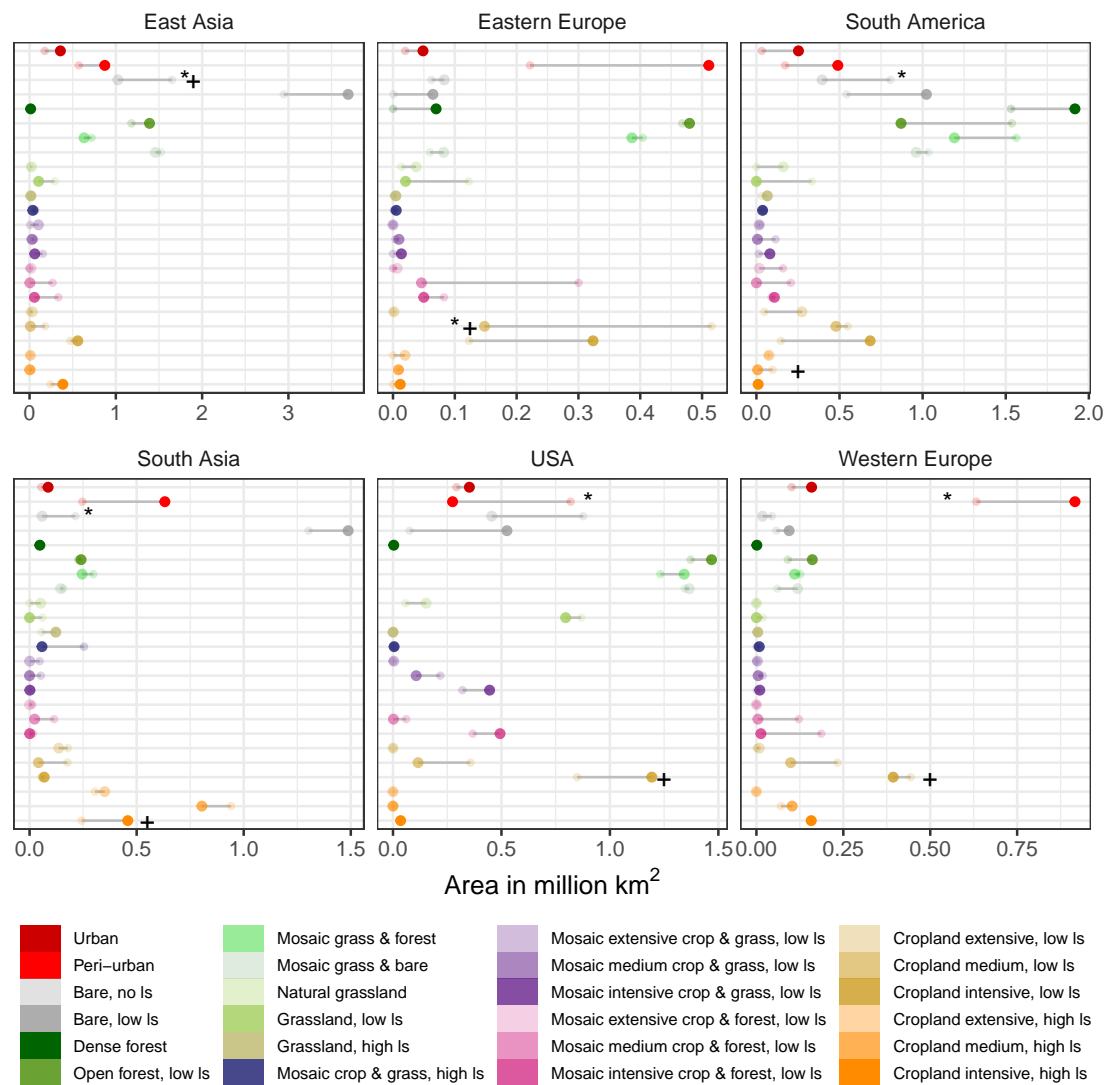 East Asia
Eastern Europe
South America
*
+
*
*
+
+
0
1
2
3
0.0
0.1
0.2
0.3
0.4
0.5
0.0
0.5
1.0
1.5
2.0
South Asia
USA
Western Europe
*
*
*
+
+
+
0.0
0.5
1.0
1.5
0.0
0.5
1.0
1.5
0.00
0.25
0.50
0.75
Area in million km²
Urban
Peri−urban
Bare, no ls
Bare, low ls
Dense forest
Open forest, low ls
Mosaic grass & forest
Mosaic grass & bare
Natural grassland
Grassland, low ls
Grassland, high ls
Mosaic crop & grass, high ls
Mosaic extensive crop & grass, low ls
Mosaic medium crop & grass, low ls
Mosaic intensive crop & grass, low ls
Mosaic extensive crop & forest, low ls
Mosaic medium crop & forest, low ls
Mosaic intensive crop & forest, low ls
Cropland extensive, low ls
Cropland medium, low ls
Cropland intensive, low ls
Cropland extensive, high ls
Cropland medium, high ls
Cropland intensive, high ls